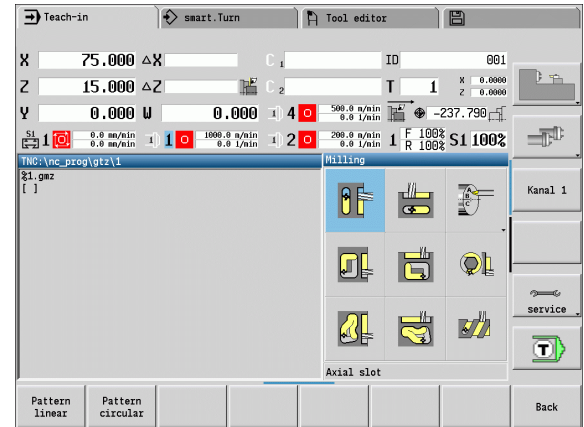 Teach-in smart.Turn Tool editor
X 75.000 △X C 1 ID 001
Z 15.000 △Z C 2 T 1 X 0.0000
Z 0.0000
Y 0.000 U 0.000 4 500.0 m/min
0.0 1/min -237.790
S1 1 0.0 mm/min
0.0 mm/min 1 1000.0 m/min
0.0 1/min 2 200.0 m/min
0.0 1/min 1 F 100%
R 100% S1 100%
TNC:\nc_prog\gtz\1 Milling
%1.gmz
[ ]
A
B
C
Kanal 1
service
T
Axial slot
Pattern
linear
Pattern
circular
Back